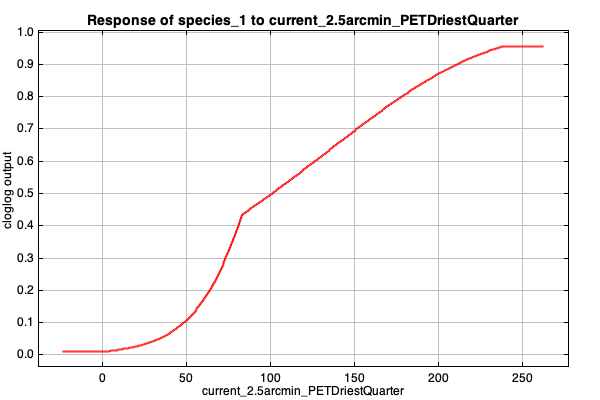 Response of species_1 to current_2.5arcmin_PETDriestQuarter
1.0
0.9
0.8
0.7
0.6
0.5
0.4
0.3
0.2
0.1
0.0
cloglog output
0 50 100 150 200 250
current_2.5arcmin_PETDriestQuarter